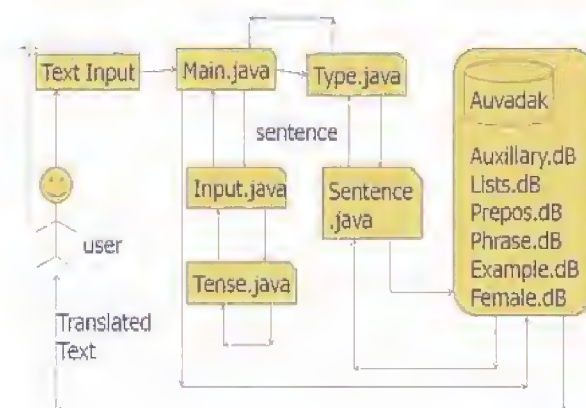 Text Input
Main.java
Type.java
sentence
Input.java
Sentence
.java
Tense.java
user
Translated
Text
Auvadak
Auxillary.dB
Lists.dB
Prepos.dB
Phrase.dB
Example.dB
Female.dB